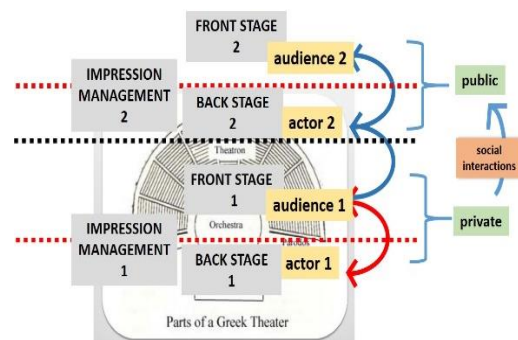 FRONT STAGE
2
audience 2
IMPRESSION
MANAGEMENT
2
BACK STAGE
2
actor 2
public
Theatron
social
interactions
FRONT STAGE
1
audience 1
private
Orchestra
Parodos
IMPRESSION
MANAGEMENT
1
BACK STAGE
1
actor 1
Parts of a Greek Theater